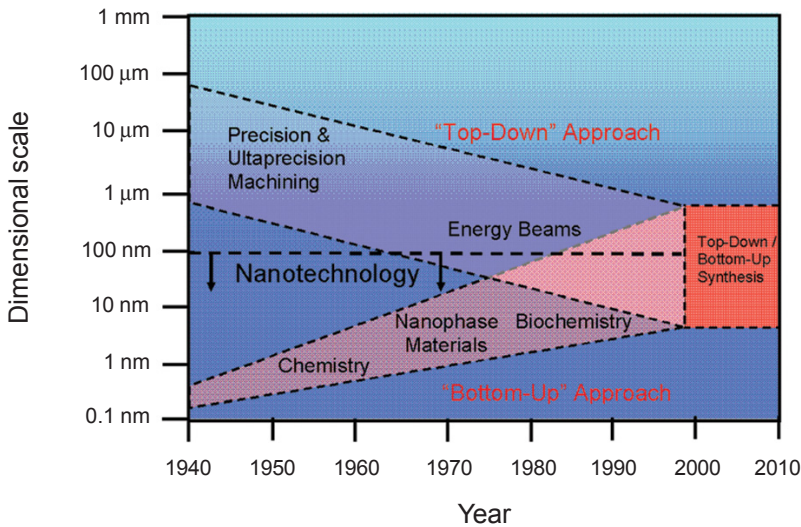 Dimensional scale
1 mm
100 μm
10 μm
1 μm
100 nm
10 nm
1 nm
0.1 nm
"Top-Down" Approach
Precision &
Ultaprecision
Machining
Energy Beams
Top-Down /
Bottom-Up
Synthesis
Nanotechnology
Nanophase
Materials
Biochemistry
Chemistry
"Bottom-Up" Approach
1940
1950
1960
1970
1980
1990
2000
2010
Year